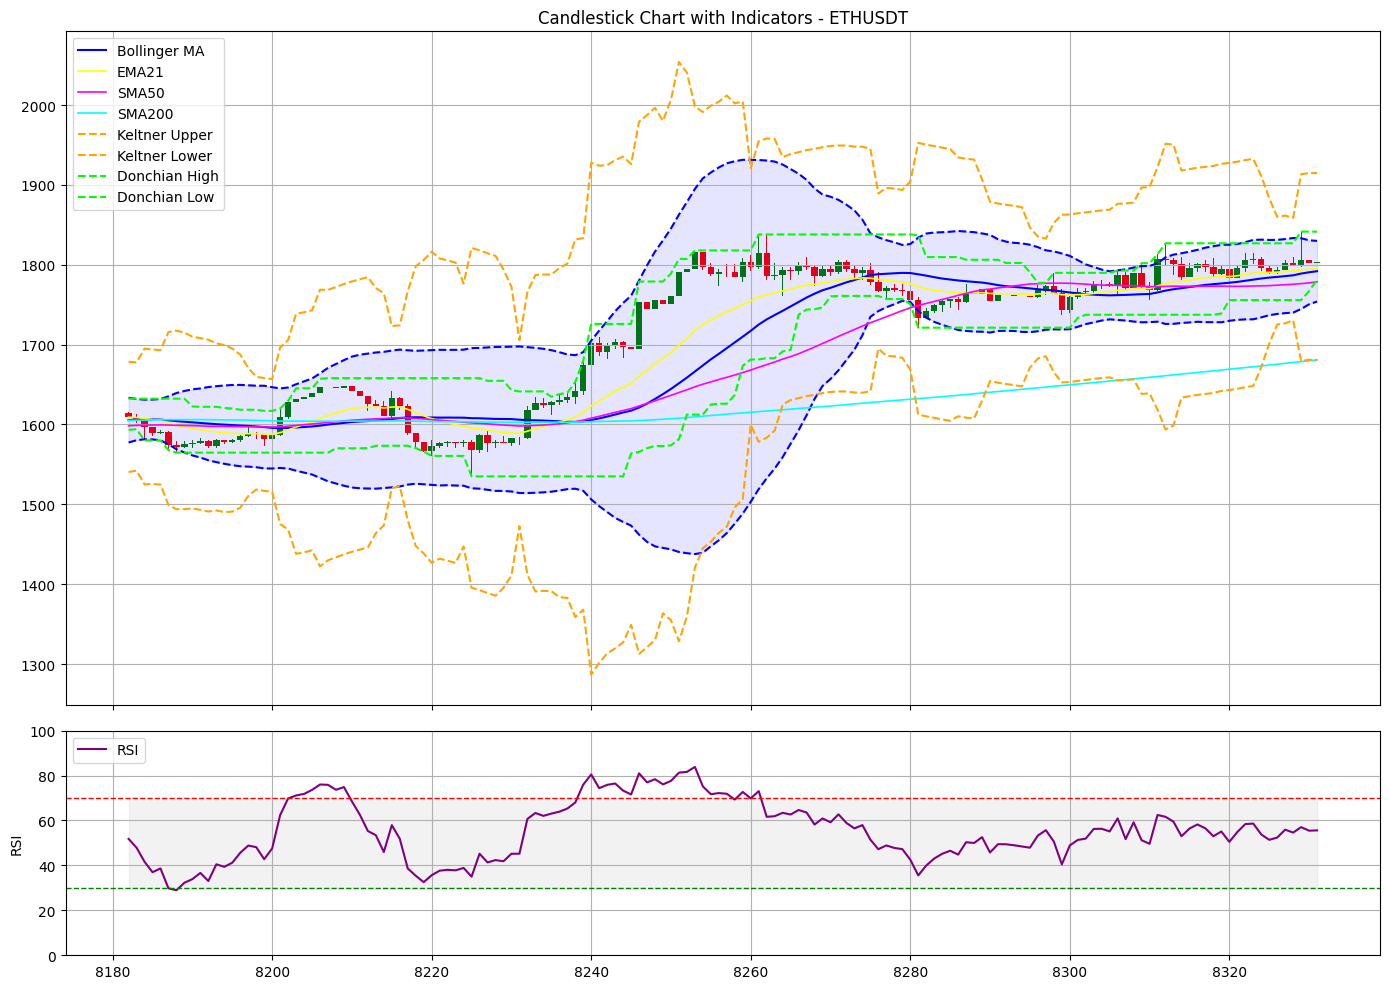 Candlestick Chart with Indicators - ETHUSDT
Bollinger MA
EMA21
SMA50
SMA200
Keltner Upper
Keltner Lower
Donchian High
Donchian Low
2000
1900
1800
1700
1600
1500
1400
1300
RSI
100
80
60
40
20
0
RSI
8180
8200
8220
8240
8260
8280
8300
8320